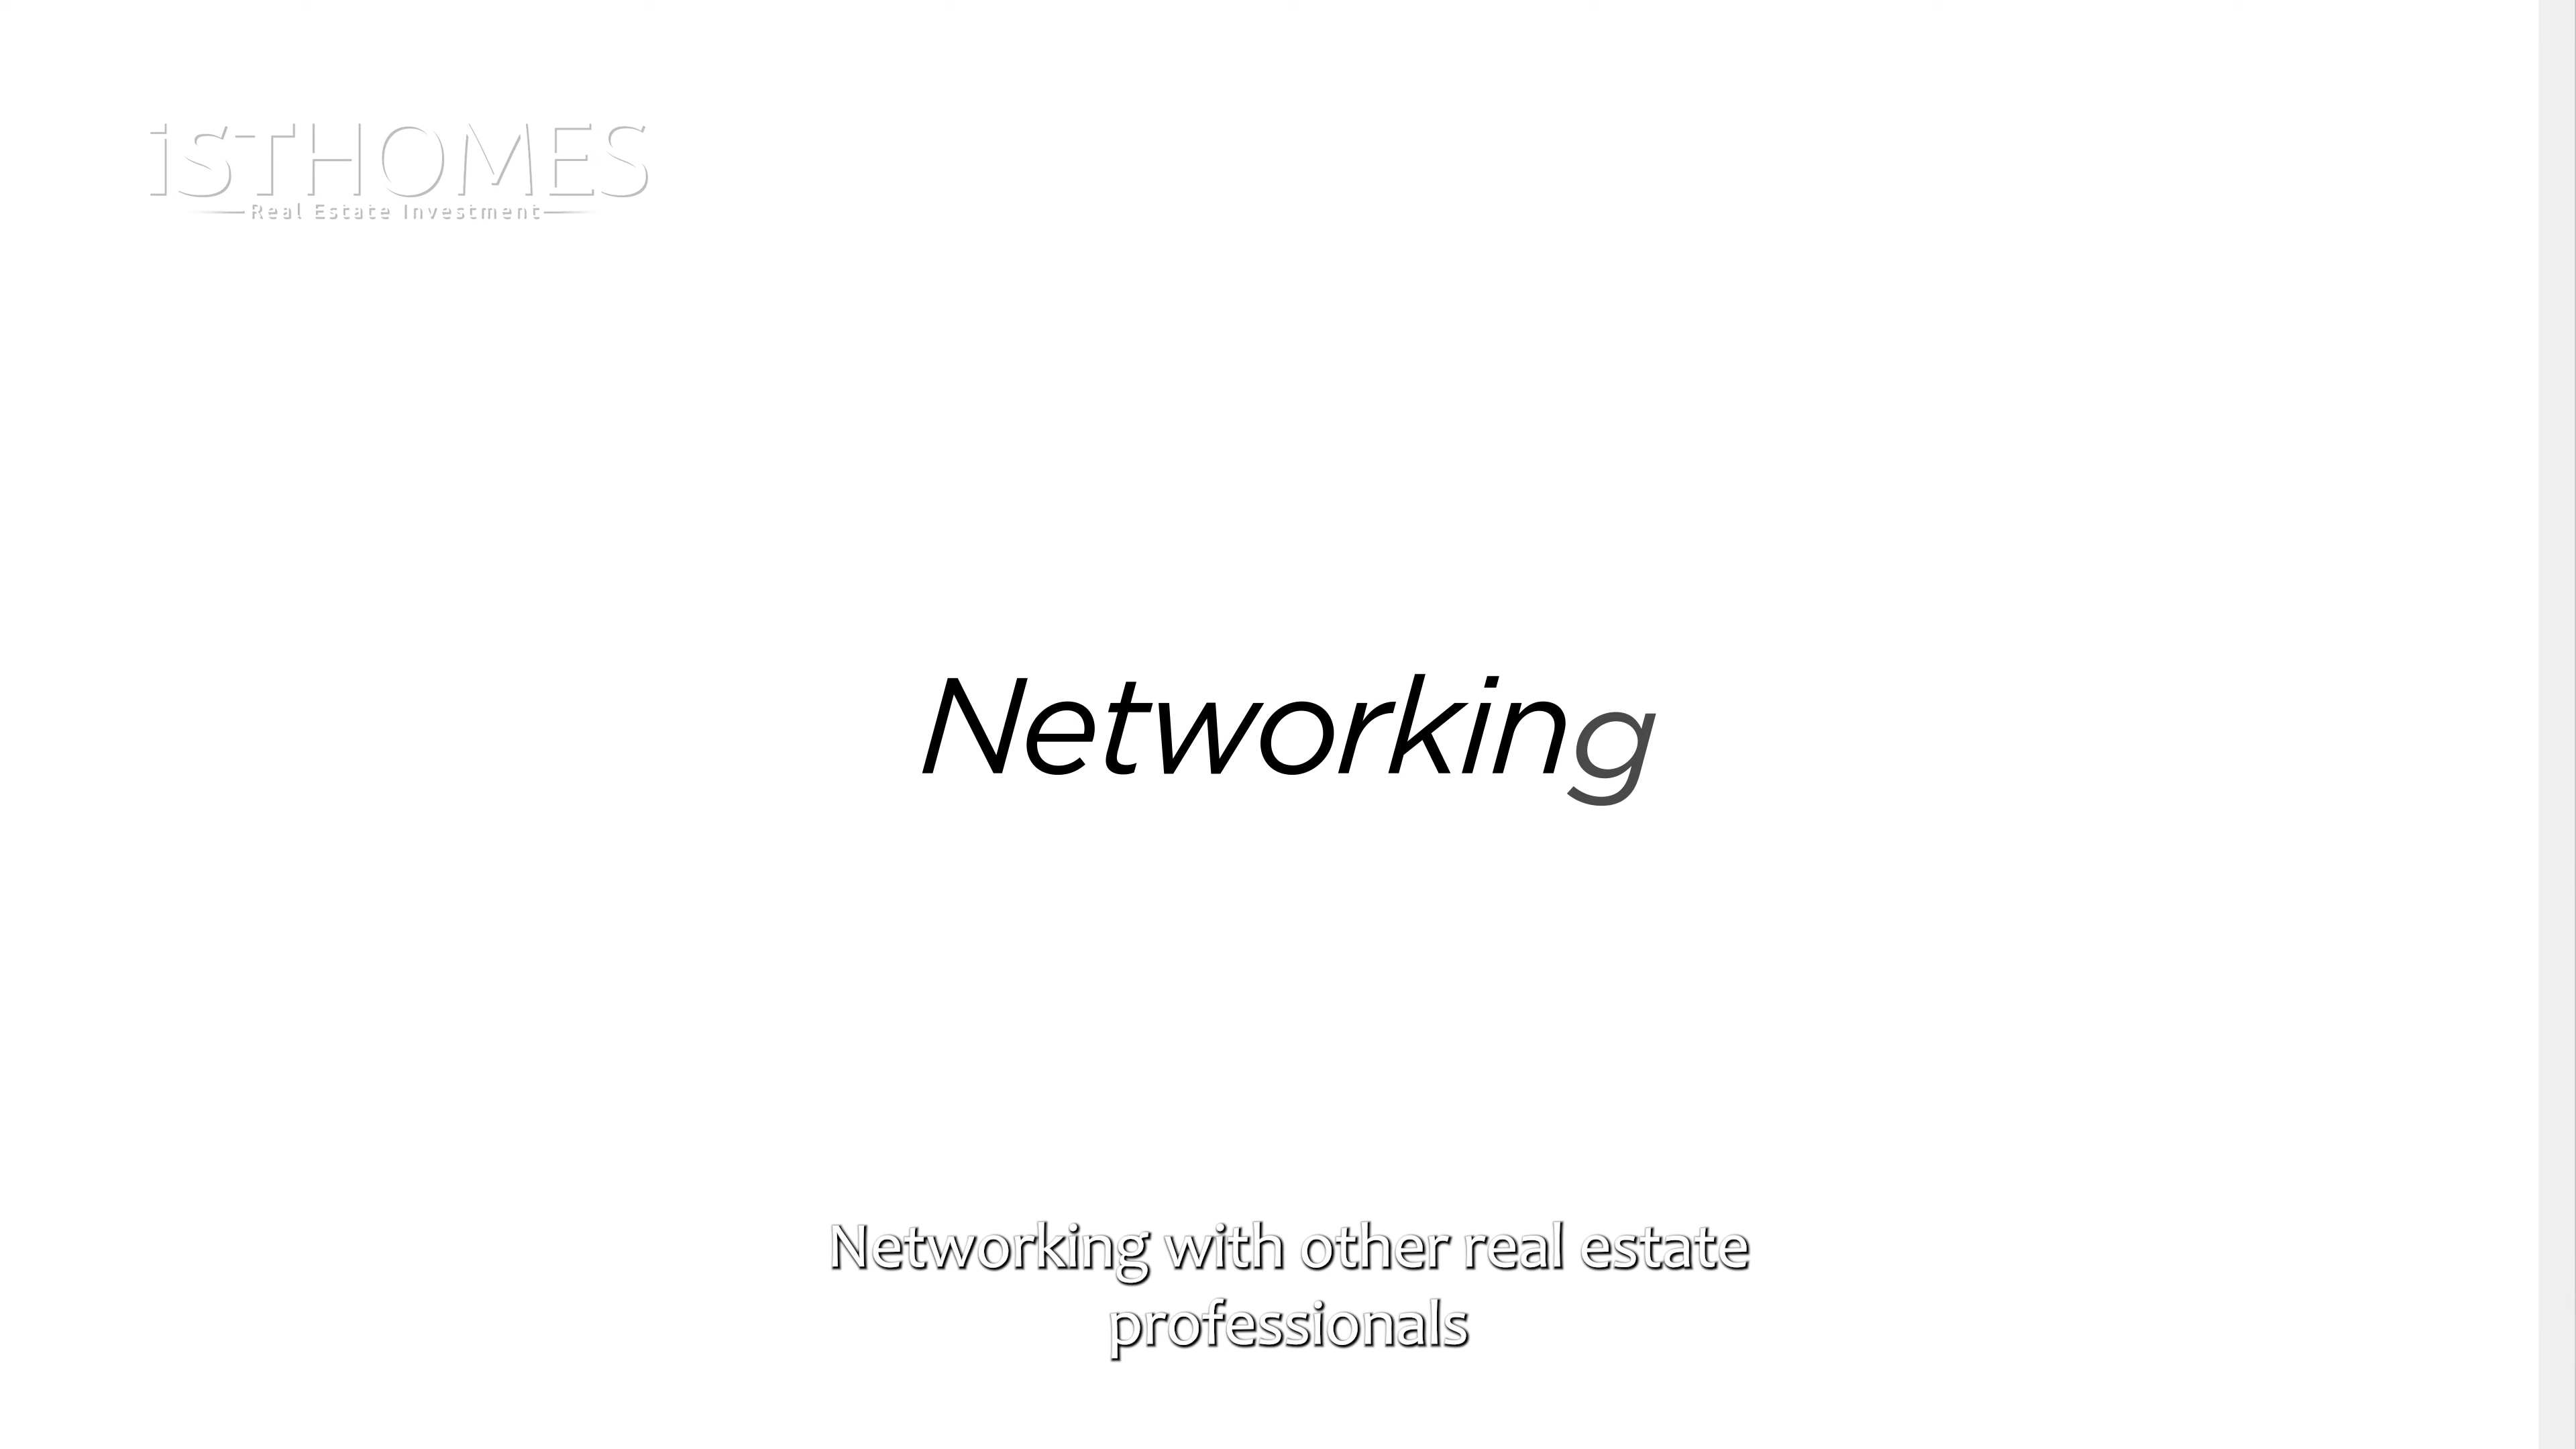 iSTHOMES
Real Estate Investment
Networking
Networking with other real estate
professionals